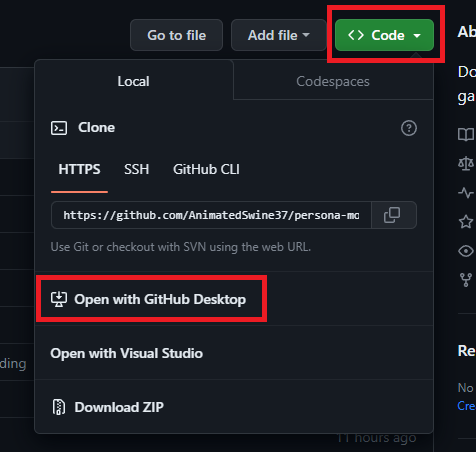 Go to file
Add file
Code
Ab
Local
Codespaces
Do
ga
Clone
HTTPS
SSH
GitHub CLI
https://github.com/AnimatedSwine37/persona-mo
Use Git or checkout with SVN using the web URL.
Open with GitHub Desktop
Open with Visual Studio
Re
ding
No
Cre
Download ZIP
11 hours ago